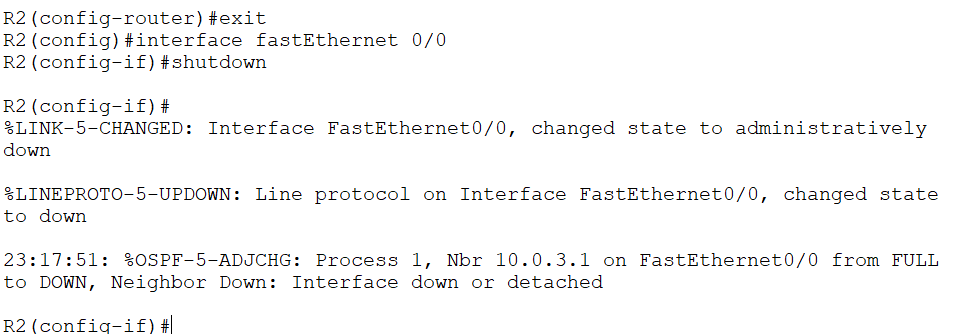 R2(config-router)#exit
R2(config)#interface fastEthernet 0/0
R2(config-if)#shutdown
R2(config-if)#
%LINK-5-CHANGED: Interface FastEthernet0/0, changed state to administratively
down
%LINEPROTO-5-UPDOWN: Line protocol on Interface FastEthernet0/0, changed state
to down
23:17:51: %OSPF-5-ADJCHG: Process 1, Nbr 10.0.3.1 on FastEthernet0/0 from FULL
to DOWN, Neighbor Down: Interface down or detached
R2(config-if)#